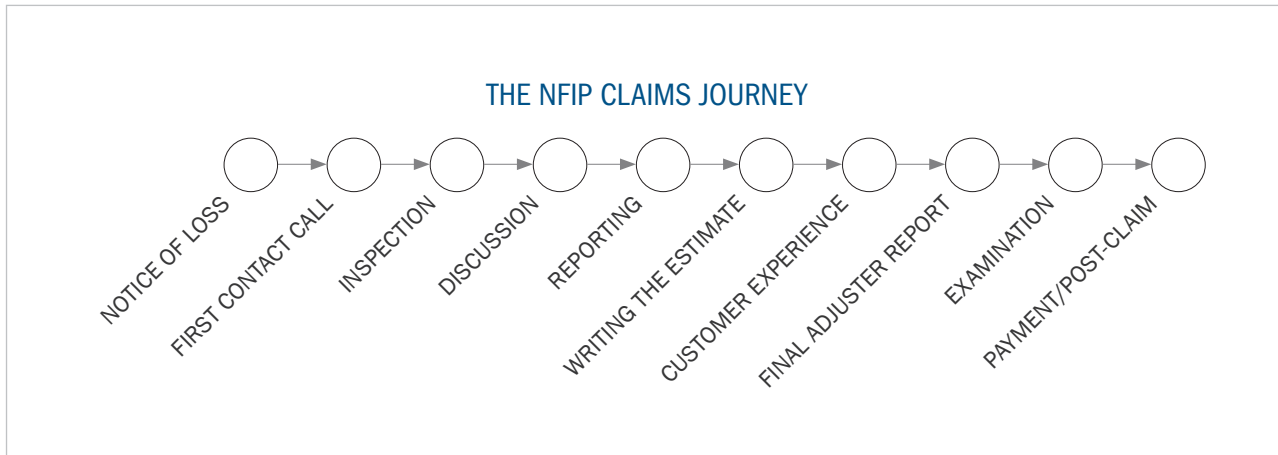 THE NFIP CLAIMS JOURNEY
NOTICE OF LOSS
FIRST CONTACT CALL
INSPECTION
DISCUSSION
REPORTING
WRITING THE ESTIMATE
CUSTOMER EXPERIENCE
FINAL ADJUSTER REPORT
EXAMINATION
PAYMENT/POST-CLAIM